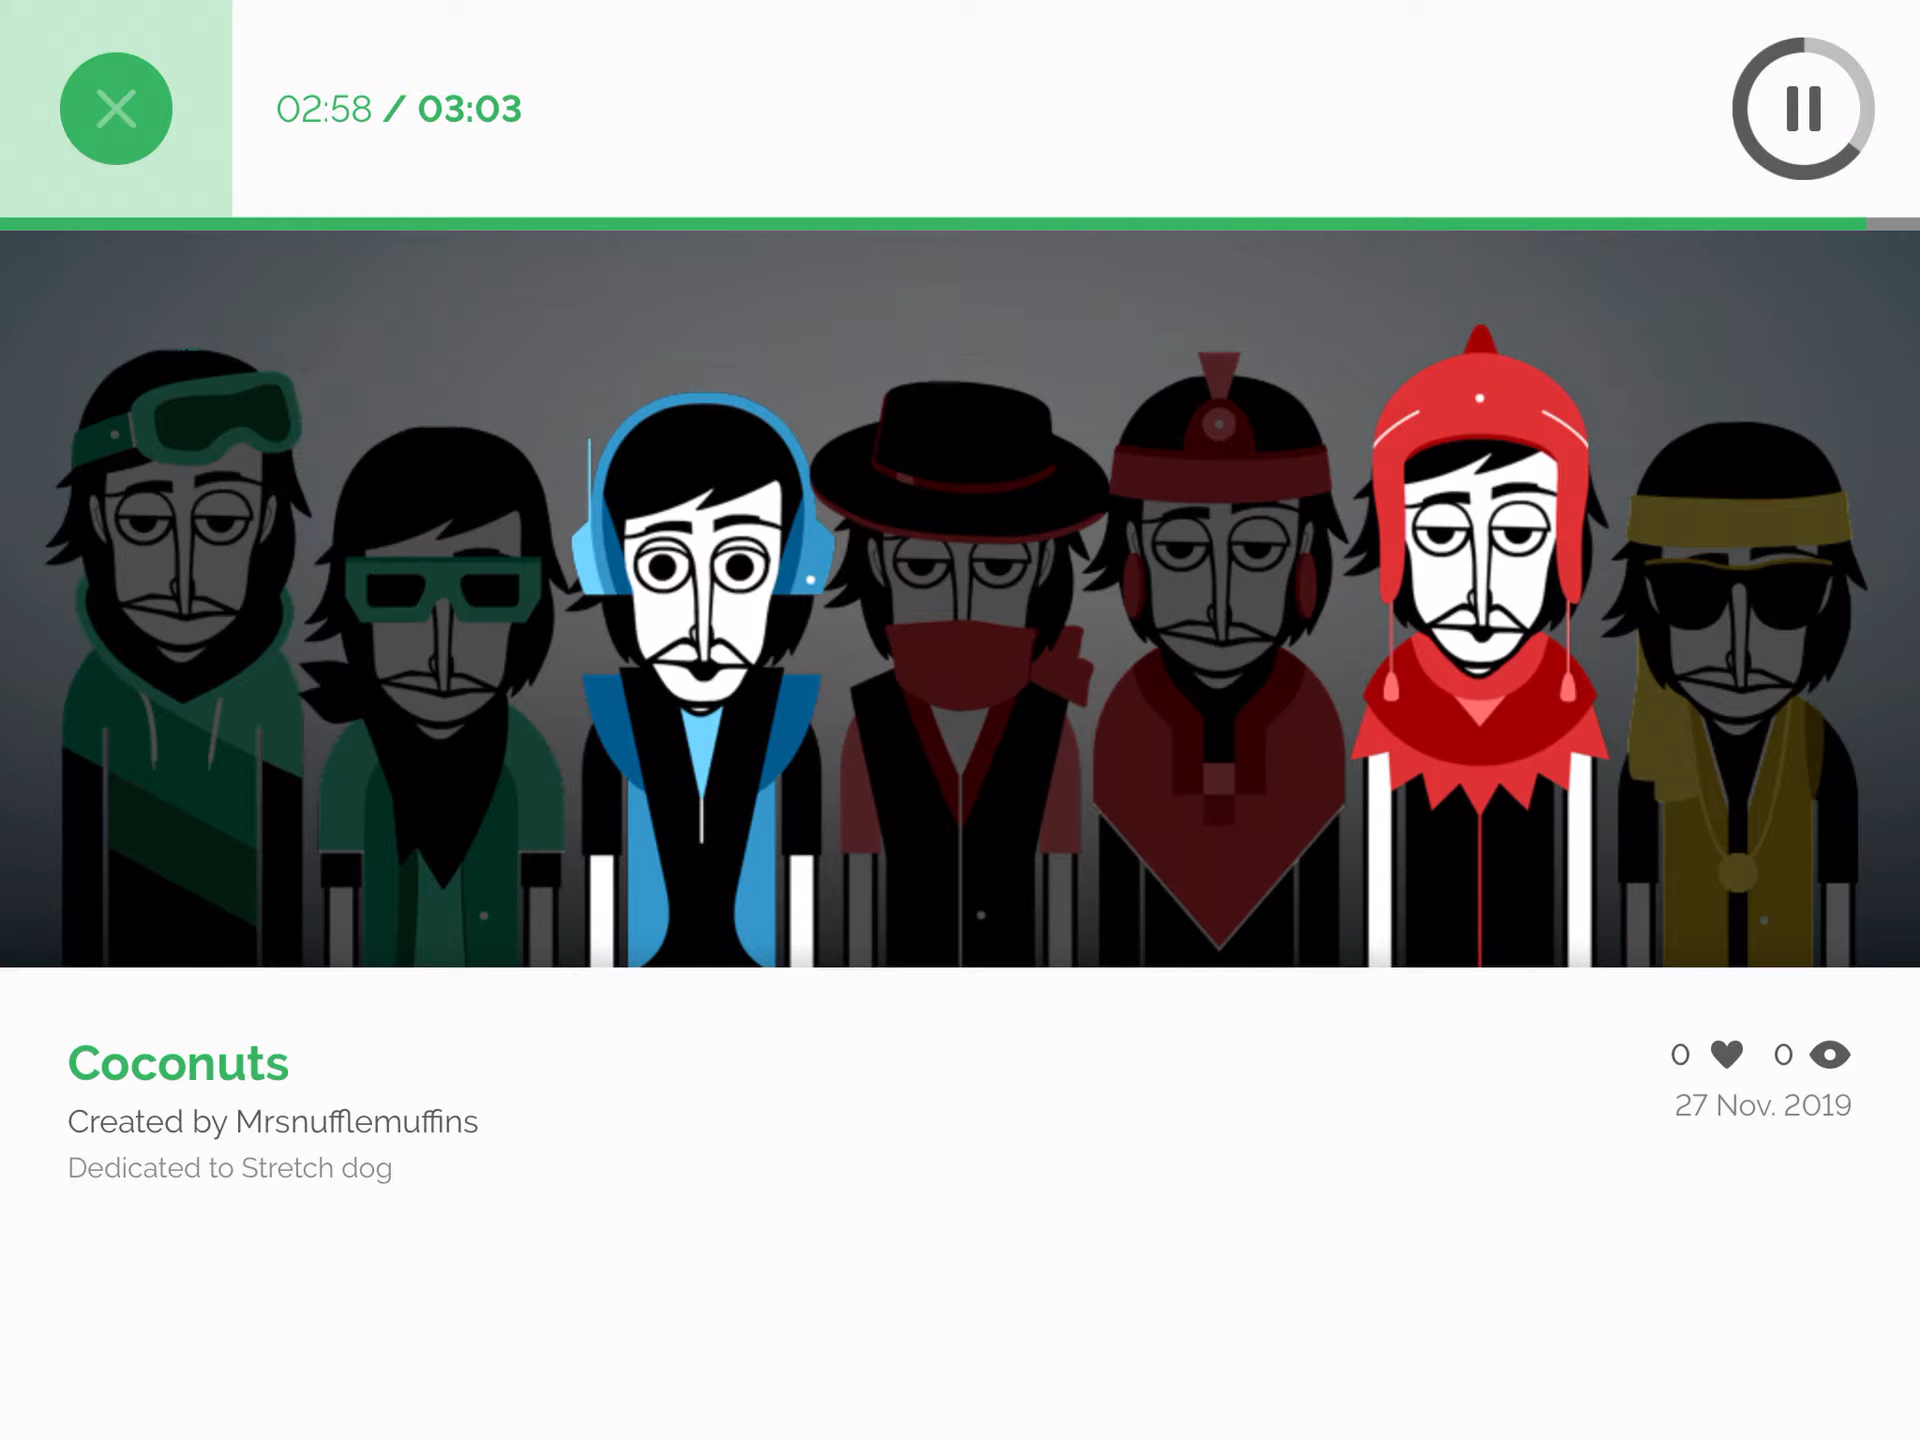 02:58 / 03:03
Coconuts
Created by Mrsnufflemuffins
Dedicated to Stretch dog
0 0
27 Nov. 2019